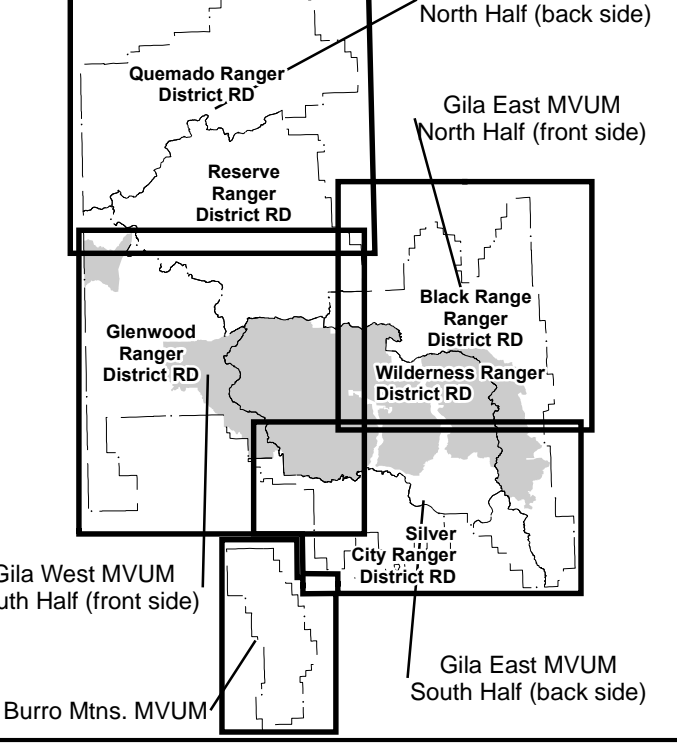 North Half (back side)
Quemado Ranger
District RD
Gila East MVUM
North Half (front side)
Reserve
Ranger
District RD
Black Range
Ranger
District RD
Glenwood
Ranger
District RD
Wilderness Ranger
District RD
Silver
City Ranger
District RD
Gila West MVUM
uth Half (front side)
Gila East MVUM
South Half (back side)
Burro Mtns. MVUM